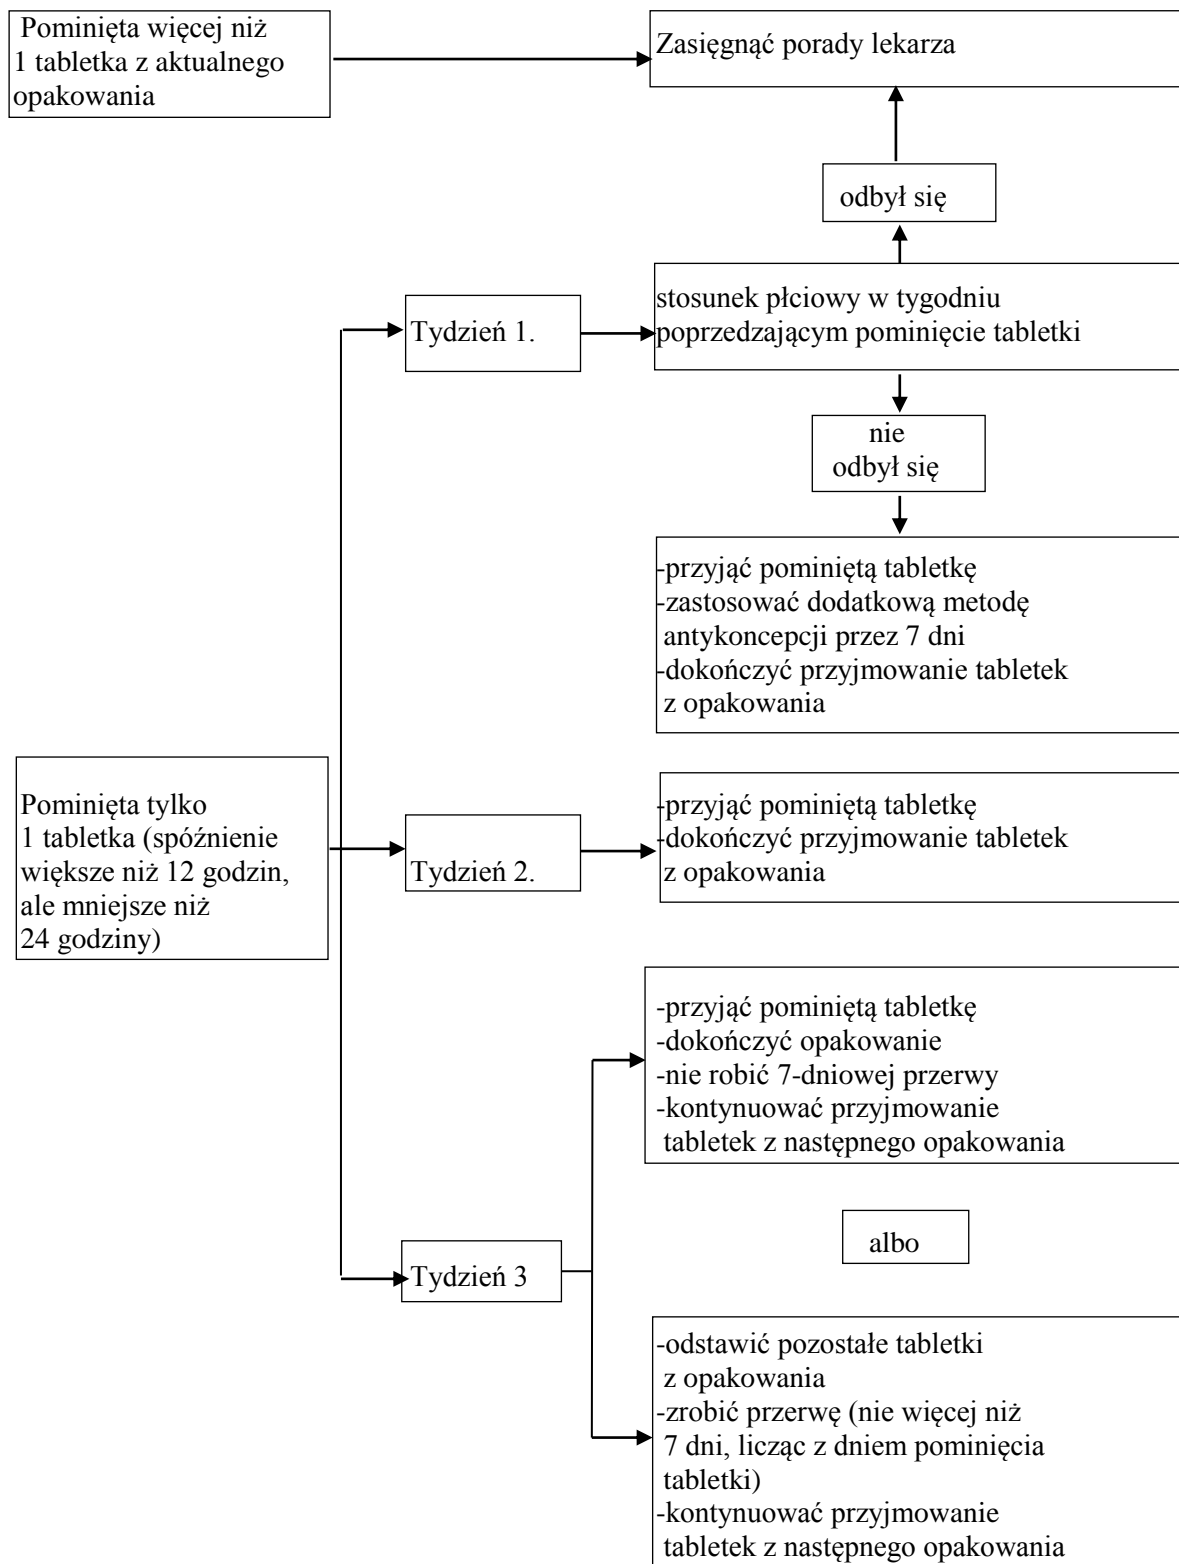 Pominięta więcej niż
1 tabletka z aktualnego
opakowania
Zasięgnąć porady lekarza
odbył się
Tydzień 1.
stosunek płciowy w tygodniu
poprzedzającym pominięcie tabletki
nie
odbył się
-przyjąć pominiętą tabletkę
-zastosować dodatkową metodę
antykoncepcji przez 7 dni
-dokończyć przyjmowanie tabletek
z opakowania
Pominięta tylko
1 tabletka (spóźnienie
większe niż 12 godzin,
ale mniejsze niż
24 godziny)
Tydzień 2.
-przyjąć pominiętą tabletkę
-dokończyć przyjmowanie tabletek
z opakowania
Tydzień 3
-przyjąć pominiętą tabletkę
-dokończyć opakowanie
-nie robić 7-dniowej przerwy
-kontynuować przyjmowanie
tabletek z następnego opakowania
albo
-odstawić pozostałe tabletki
z opakowania
-zrobić przerwę (nie więcej niż
7 dni, licząc z dniem pominięcia
tabletki)
-kontynuować przyjmowanie
tabletek z następnego opakowania